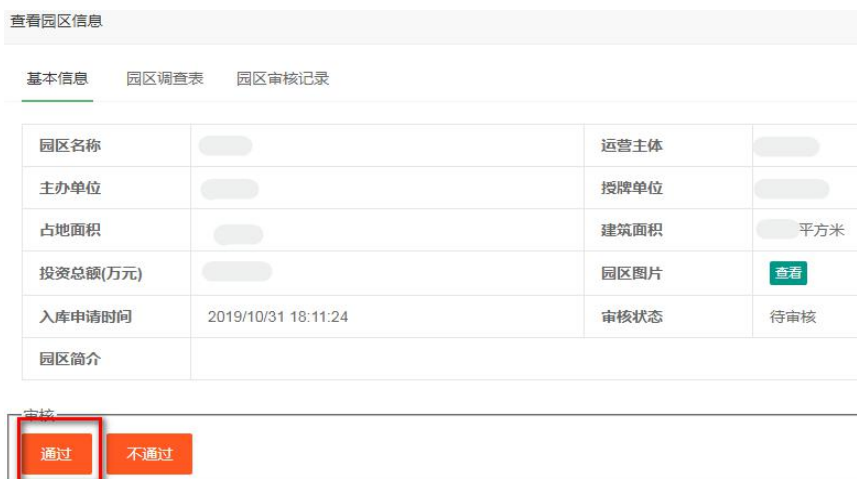 查看园区信息
基本信息 园区调查表 园区审核记录
园区名称 运营主体
主办单位 授牌单位
占地面积 建筑面积 平方米
投资总额(万元) 园区图片 查看
入库申请时间 2019/10/31 18:11:24 审核状态 待审核
园区简介
审核
通过 不通过